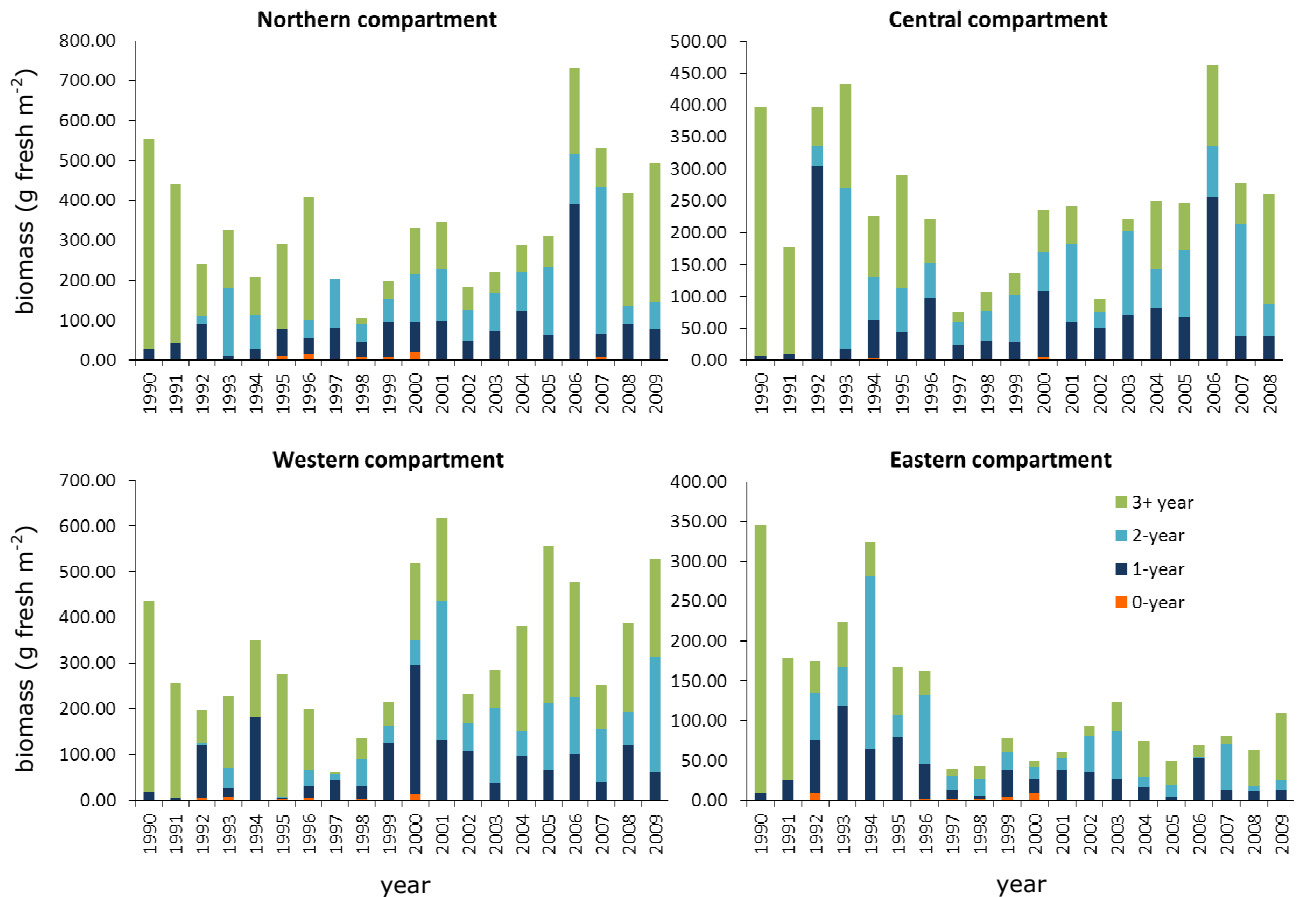 Northern compartment
biomass (g fresh m-2)
800.00
700.00
600.00
500.00
400.00
300.00
200.00
100.00
0.00
1990 1991 1992 1993 1994 1995 1996 1997 1998 1999 2000 2001 2002 2003 2004 2005 2006 2007 2008 2009
Central compartment
500.00
450.00
400.00
350.00
300.00
250.00
200.00
150.00
100.00
50.00
0.00
1990 1991 1992 1993 1994 1995 1996 1997 1998 1999 2000 2001 2002 2003 2004 2005 2006 2007 2008
Western compartment
biomass (g fresh m-2)
700.00
600.00
500.00
400.00
300.00
200.00
100.00
0.00
1990 1991 1992 1993 1994 1995 1996 1997 1998 1999 2000 2001 2002 2003 2004 2005 2006 2007 2008 2009
year
Eastern compartment
400.00
350.00
300.00
250.00
200.00
150.00
100.00
50.00
0.00
3+ year
2-year
1-year
0-year
1990 1991 1992 1993 1994 1995 1996 1997 1998 1999 2000 2001 2002 2003 2004 2005 2006 2007 2008 2009
year